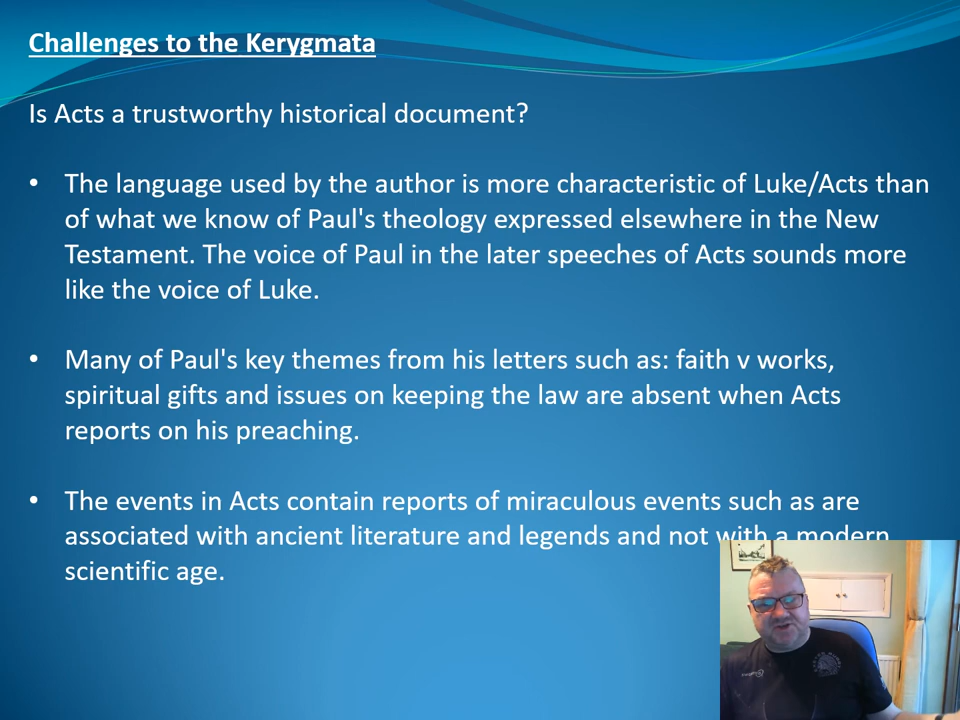 Challenges to the Kerygmata
Is Acts a trustworthy historical document?
• The language used by the author is more characteristic of Luke/Acts than
of what we know of Paul's theology expressed elsewhere in the New
Testament. The voice of Paul in the later speeches of Acts sounds more
like the voice of Luke.
• Many of Paul's key themes from his letters such as: faith v works,
spiritual gifts and issues on keeping the law are absent when Acts
reports on his preaching.
• The events in Acts contain reports of miraculous events such as are
associated with ancient literature and legends and not with a modern
scientific age.